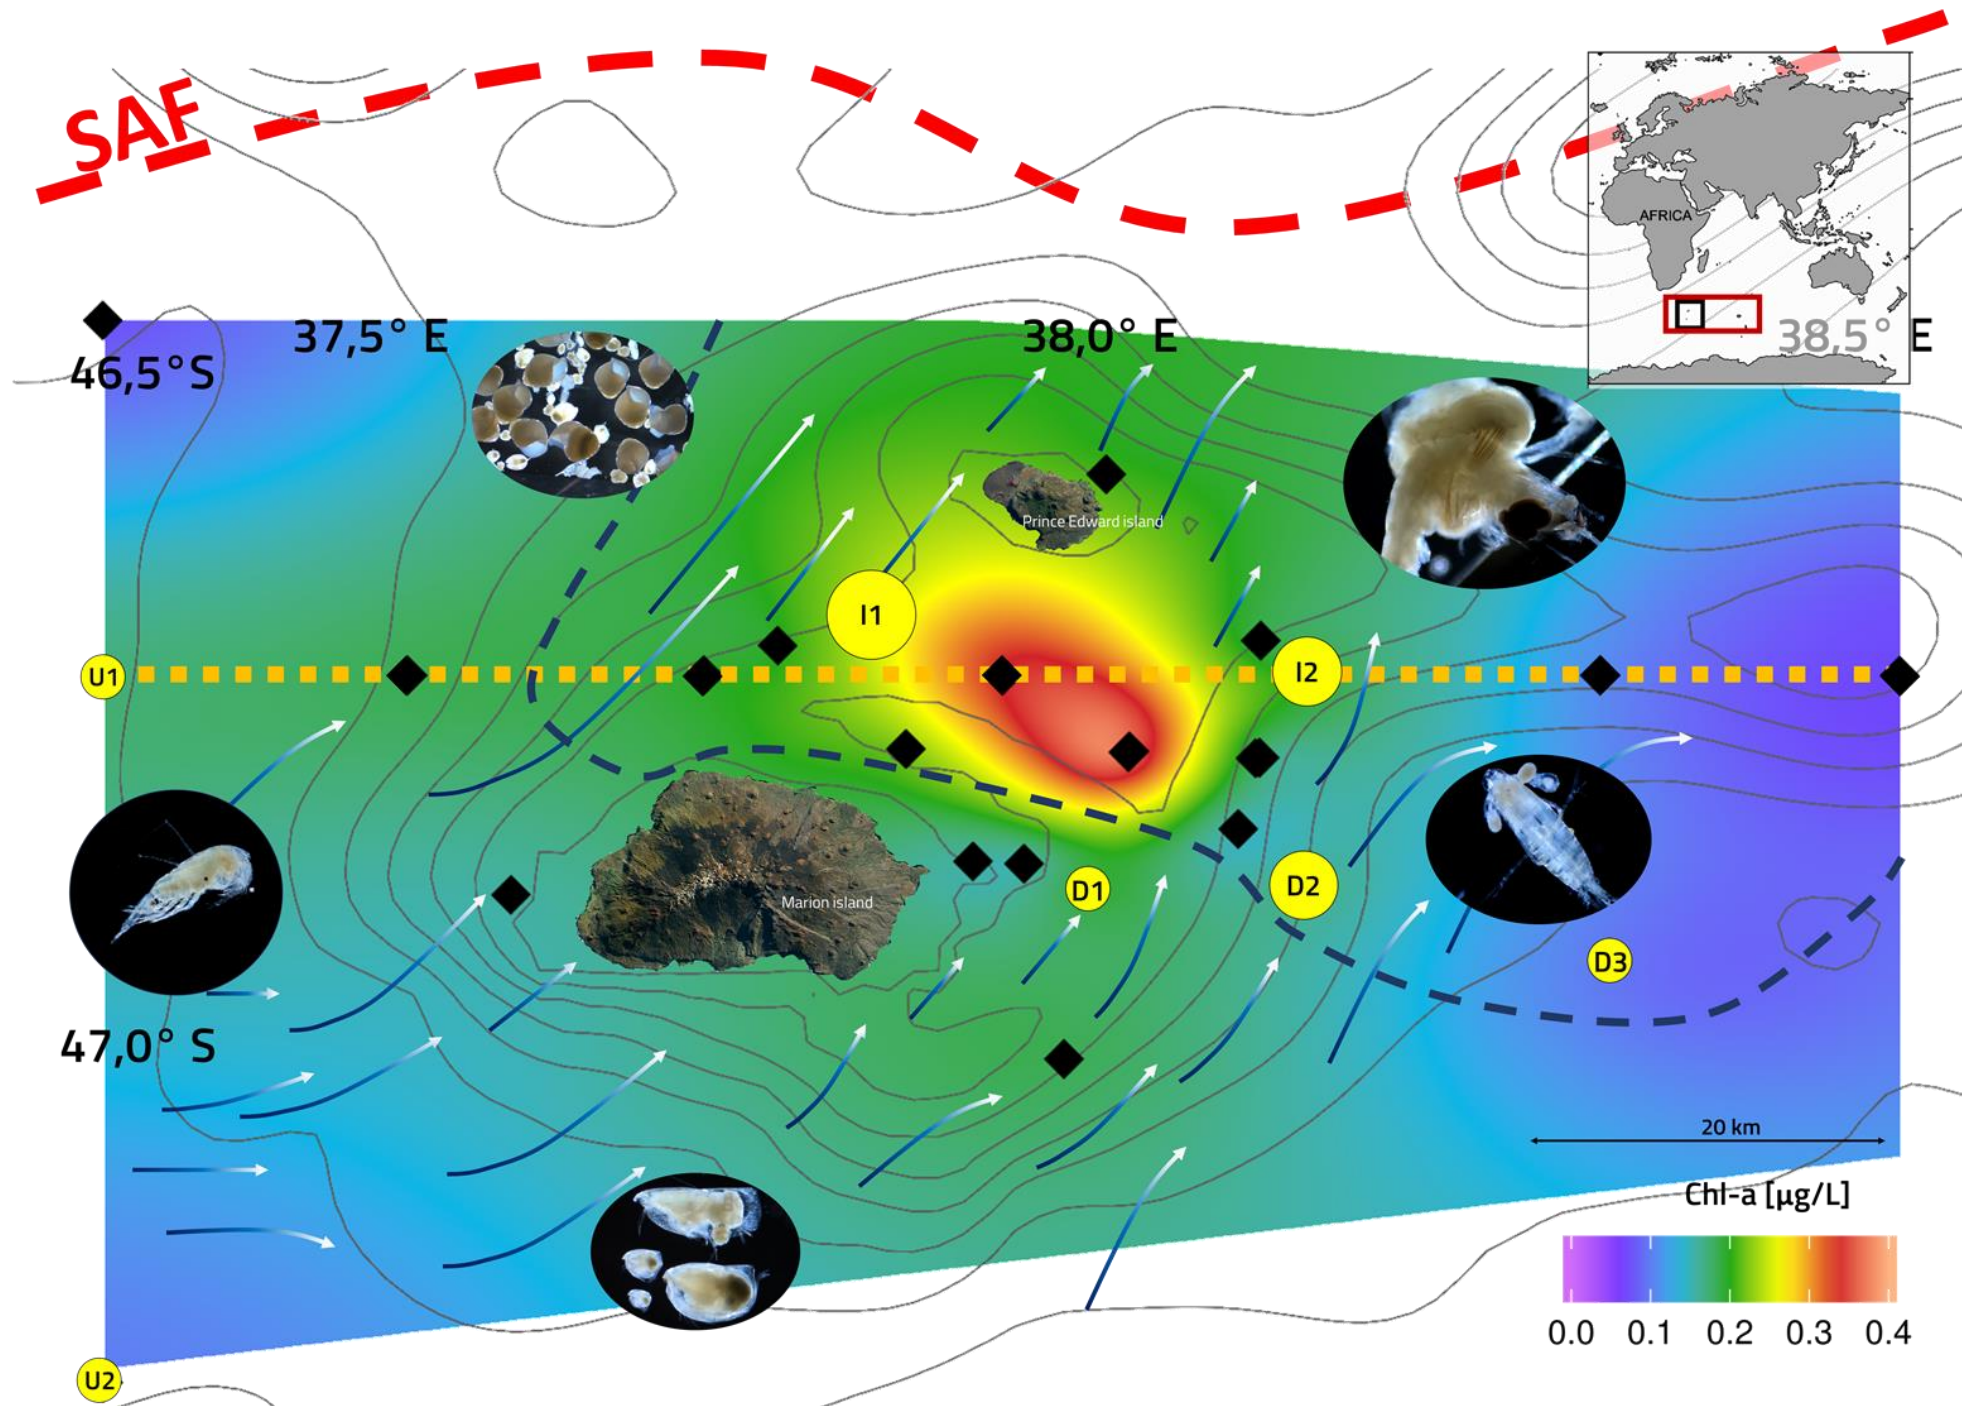 SAF
AFRICA
37,5° E
38,0° E
38,5° E
46,5°S
Prince Edward island
I1
U1
I2
D1
D2
Marion island
D3
47,0° S
20 km
Chl-a [µg/L]
0.0 0.1 0.2 0.3 0.4
U2